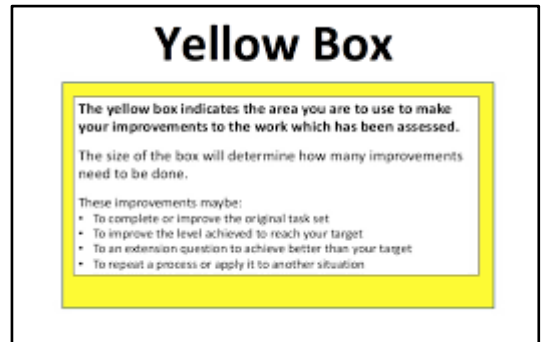 Yellow Box
The yellow box indicates the area you are to use to make
your improvements to the work which has been assessed.
The size of the box will determine how many improvements
need to be done.
These improvements maybe:
• To complete or improve the original task set
• To improve the level achieved to reach your target
• To an extension question to achieve better than your target
• To repeat a process or apply it to another situation